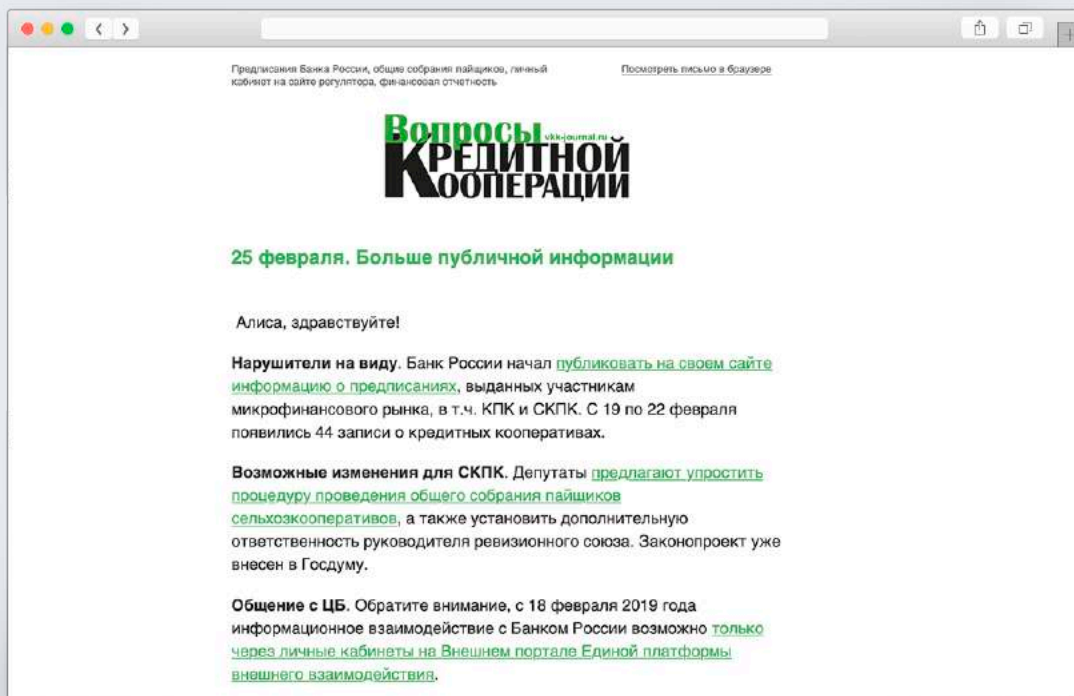 Предписания Банка России, общие собрания пайщиков, личный
кабинет на сайте регулятора, финансовая отчетность
Посмотреть письмо в браузере
Вопросы
vkk-journal.ru
Кредитной
Кооперации
25 февраля. Больше публичной информации
Алиса, здравствуйте!
Нарушители на виду. Банк России начал публиковать на своем сайте
информацию о предписаниях, выданных участникам
микрофинансового рынка, в т.ч. КПК и СКПК. С 19 по 22 февраля
появились 44 записи о кредитных кооперативах.
Возможные изменения для СКПК. Депутаты предлагают упростить
процедуру проведения общего собрания пайщиков
сельхозкооперативов, а также установить дополнительную
ответственность руководителя ревизионного союза. Законопроект уже
внесен в Госдуму.
Общение с ЦБ. Обратите внимание, с 18 февраля 2019 года
информационное взаимодействие с Банком России возможно только
через личные кабинеты на Внешнем портале Единой платформы
внешнего взаимодействия.